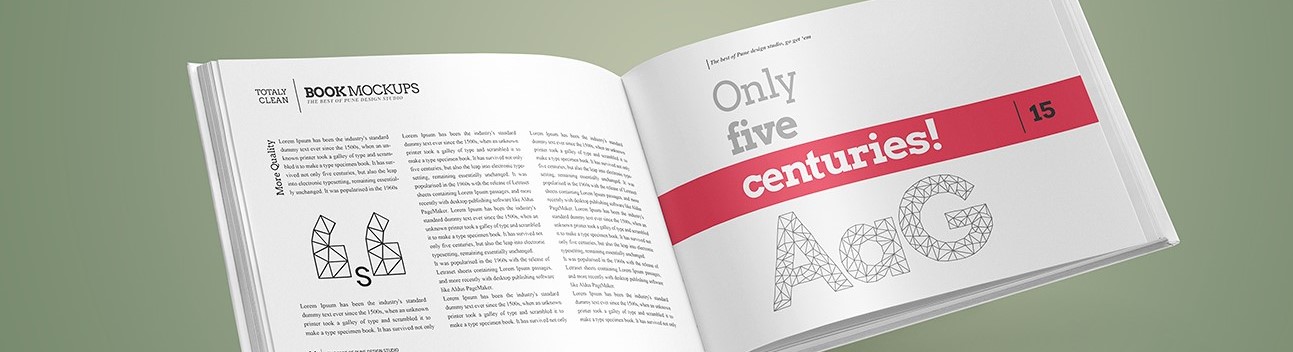 TOTALY
CLEAN
BOOK MOCKUPS
THE BEST OF PUNE DESIGN STUDIO
More Quality
Lorem Ipsum has been the industry's standard
dummy text ever since the 1500s, when an un-
known printer took a galley of type and scram-
bled it to make a type specimen book. It has sur-
vived not only five centuries, but also the leap
into electronic typesetting, remaining essential-
ly unchanged. It was popularised in the 1960s
S
Lorem Ipsum has been the industry's standard
dummy text ever since the 1500s, when an unknown
printer took a galley of type and scrambled it to
make a type specimen book. It has survived not only
Lorem Ipsum has been the industry's standard
dummy text ever since the 1500s, when an unknown
printer took a galley of type and scrambled it to
make a type specimen book. It has survived not only
five centuries, but also the leap into electronic type-
setting, remaining essentially unchanged. It was
popularised in the 1960s with the release of Letraset
sheets containing Lorem Ipsum passages, and more
recently with desktop publishing software like Aldus
PageMaker. Lorem Ipsum has been the industry's
standard dummy text ever since the 1500s, when an
unknown printer took a galley of type and scrambled
it to make a type specimen book. It has survived not
only five centuries, but also the leap into electronic
typesetting, remaining essentially unchanged.
It was popularised in the 1960s with the release of
Letraset sheets containing Lorem Ipsum passages,
and more recently with desktop publishing software
like Aldus PageMaker.
Lorem Ipsum has been the industry's standard
dummy text ever since the 1500s, when an unknown
printer took a galley of type and scrambled it to
make a type specimen book. It has survived not only
Lorem Ipsum has been the industry's standard
dummy text ever since the 1500s, when an unknown
printer took a galley of type and scrambled it to
make a type specimen book. It has survived not only
five centuries, but also the leap into electronic type-
setting, remaining essentially unchanged. It was
popularised in the 1960s with the release of Letraset
sheets containing Lorem Ipsum passages, and more
recently with desktop publishing software like Aldus
PageMaker. Lorem Ipsum has been the industry's
standard dummy text ever since the 1500s, when an
unknown printer took a galley of type and scrambled
it to make a type specimen book. It has survived not
only five centuries, but also the leap into electronic
typesetting, remaining essentially unchanged.
It was popularised in the 1960s with the release of
Letraset sheets containing Lorem Ipsum passages,
and more recently with desktop publishing software
like Aldus PageMaker.
Lorem Ipsum has been the industry's standard
dummy text ever since the 1500s, when an unknown
printer took a galley of type and scrambled it to
make a type specimen book. It has survived not only
OF PUNE DESIGN STUDIO
The best of Pune design studio, go get 'em
Only
five
centuries!
15
AaG